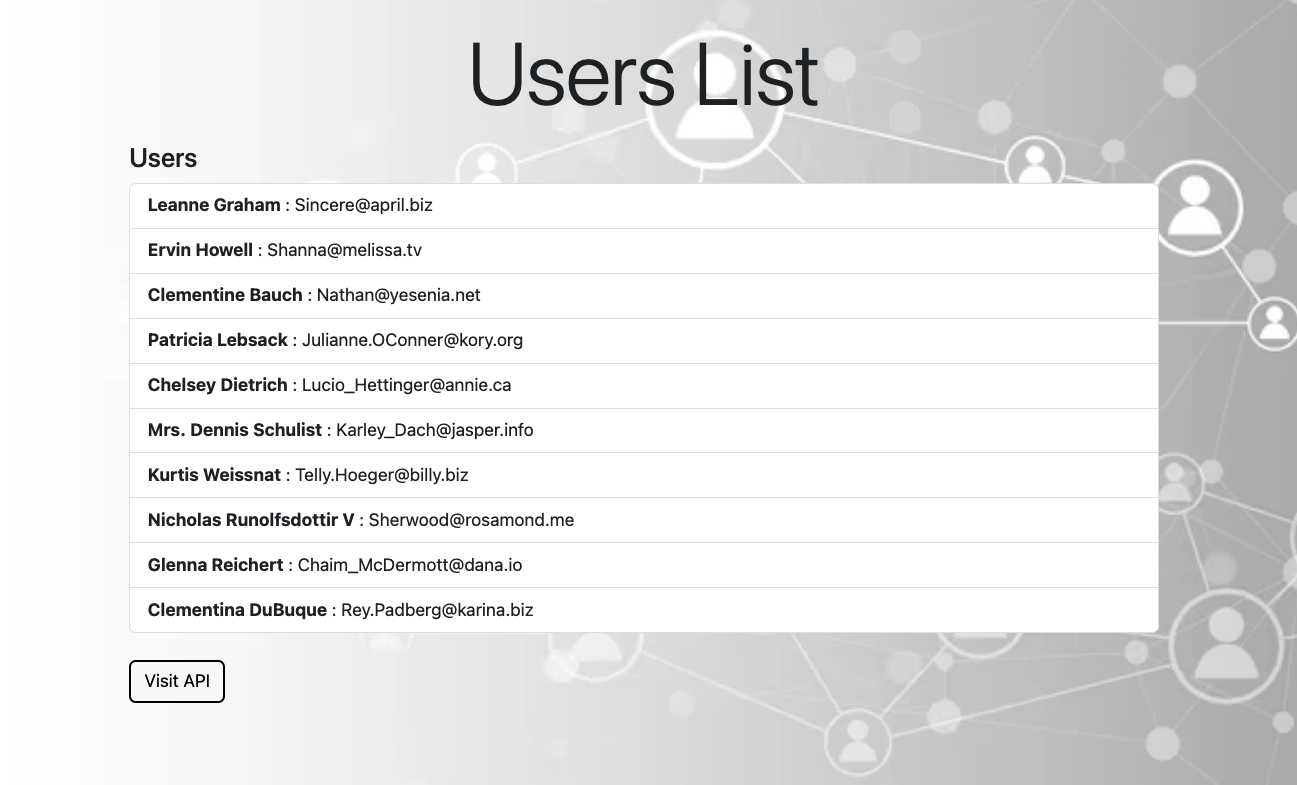 Users List
Users
Leanne Graham : Sincere@april.biz
Ervin Howell : Shanna@melissa.tv
Clementine Bauch : Nathan@yesenia.net
Patricia Lebsack : Julianne.OConner@kory.org
Chelsey Dietrich : Lucio_Hettinger@annie.ca
Mrs. Dennis Schulist : Karley_Dach@jasper.info
Kurtis Weissnat : Telly.Hoeger@billy.biz
Nicholas Runolfsdottir V : Sherwood@rosamond.me
Glenna Reichert : Chaim_McDermott@dana.io
Clementina DuBuque : Rey.Padberg@karina.biz
Visit API